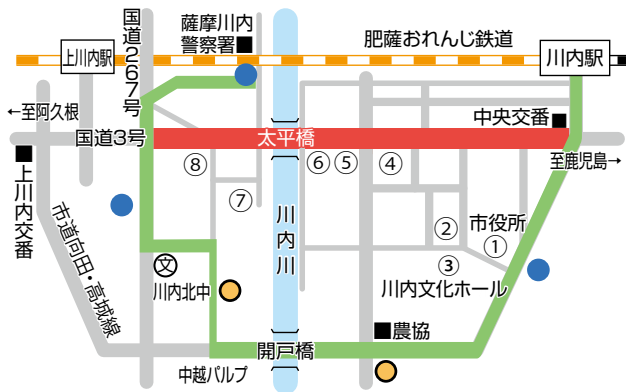 国道267号
薩摩川内
警察署
上川内駅
肥薩おれんじ鉄道
川内駅
←至阿久根
国道3号
太平橋
中央交番
至鹿児島→
上川内交番
⑧
⑦
⑥
⑤
④
川内川
②
市役所
①
③
川内文化ホール
市道向田・高城線
文
川内北中
農協
開戸橋
中越パルプ